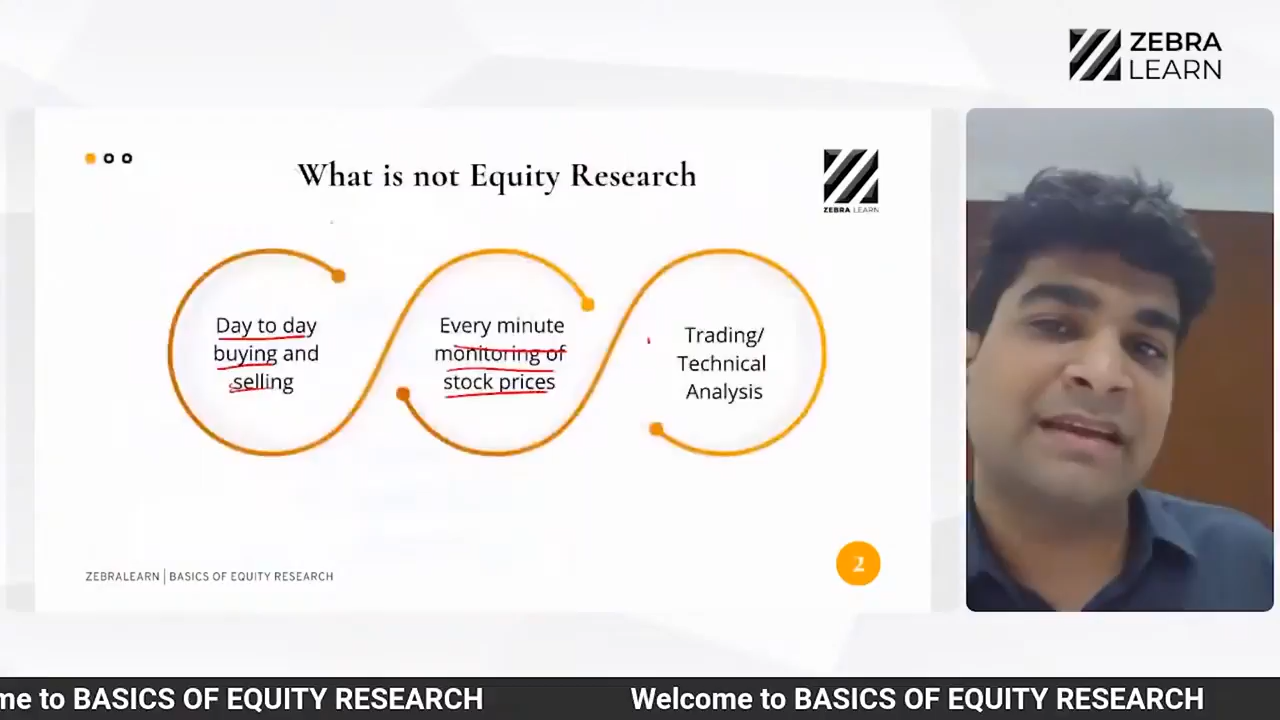 ZEBRA
LEARN
What is not Equity Research
ZEBRA LEARN
Day to day
buying and
selling
Every minute
monitoring of
stock prices
Trading/
Technical
Analysis
2
ZEBRALEARN | BASICS OF EQUITY RESEARCH
me to BASICS OF EQUITY RESEARCH
Welcome to BASICS OF EQUITY RESEARCH